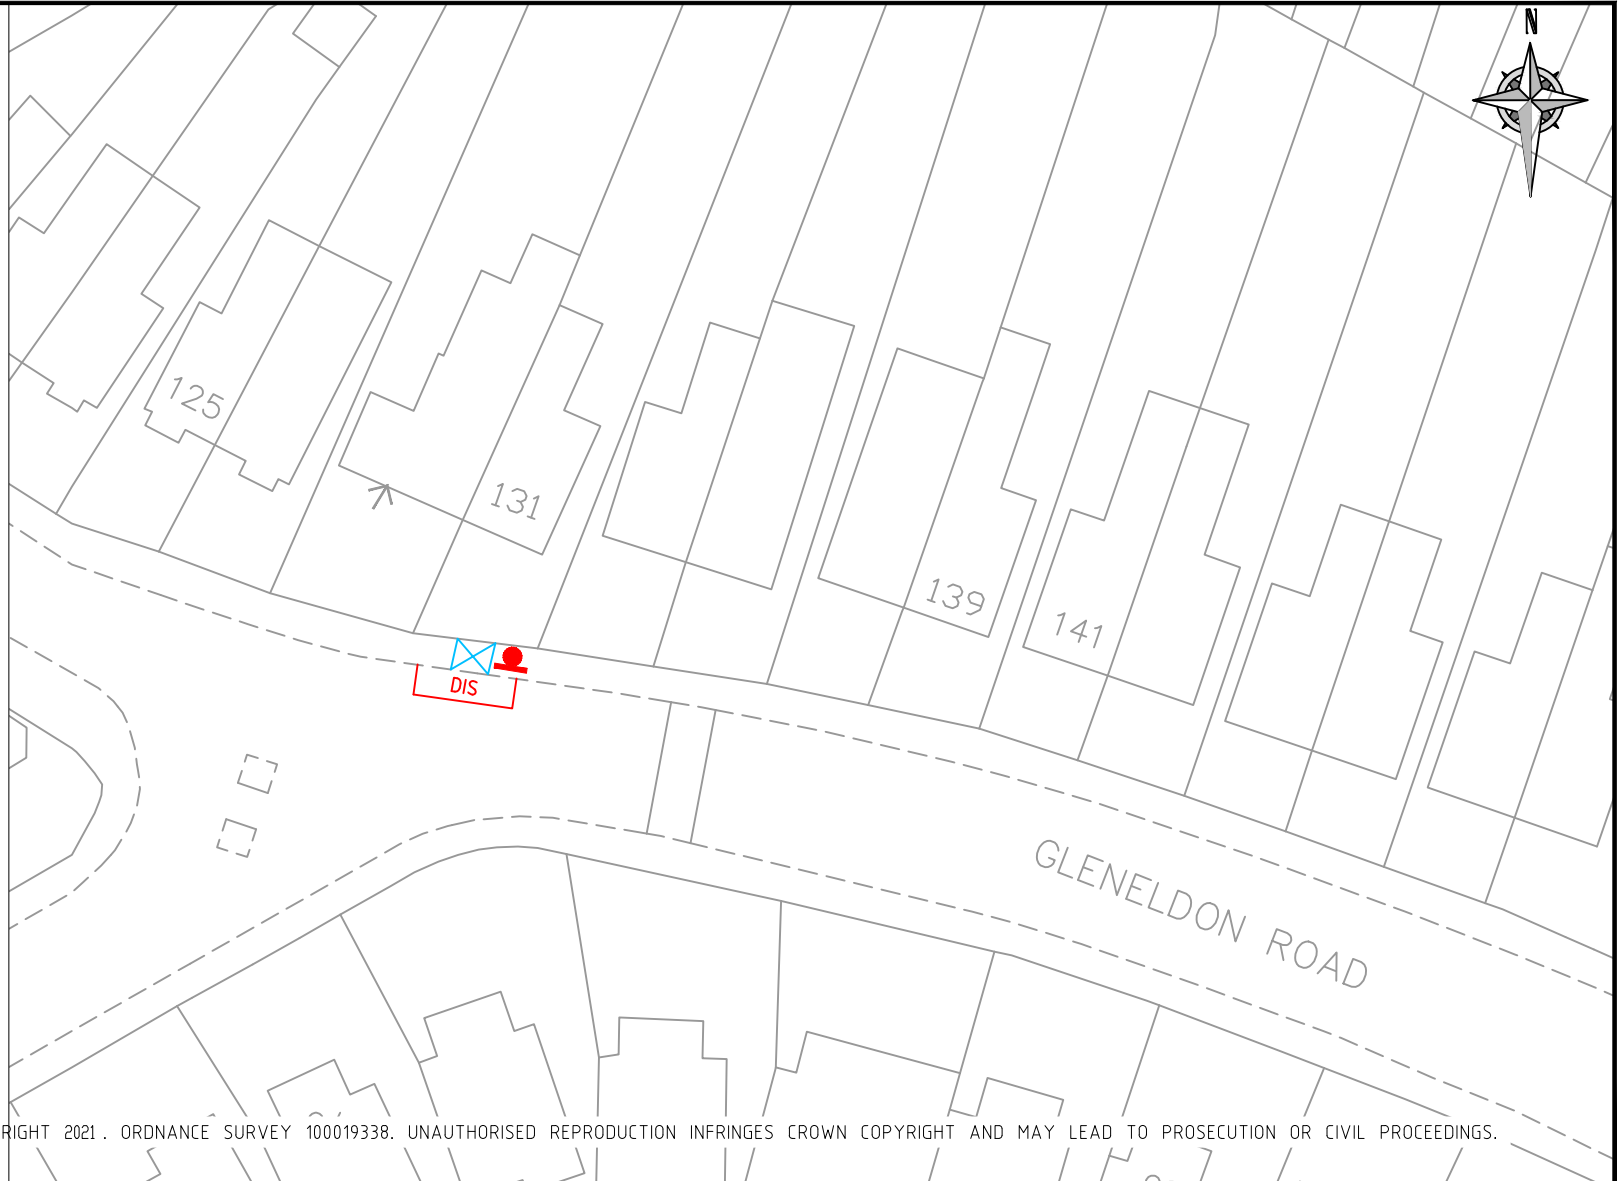 N
125
131
139
141
DIS
GLENELDON ROAD
RIGHT 2021. ORDNANCE SURVEY 100019338. UNAUTHORISED REPRODUCTION INFRINGES CROWN COPYRIGHT AND MAY LEAD TO PROSECUTION OR CIVIL PROCEEDINGS.